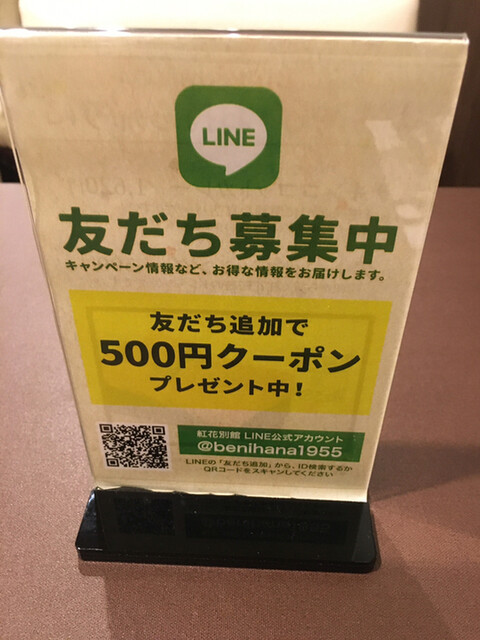 LINE
友だち募集中
キャンペーン情報など、お得な情報をお届けします。
友だち追加で
500円クーポン
プレゼント中！
紅花別館 LINE公式アカウント
@benihana1955
LINEの「友だち追加」から、ID検索するか
QRコードをスキャンしてください